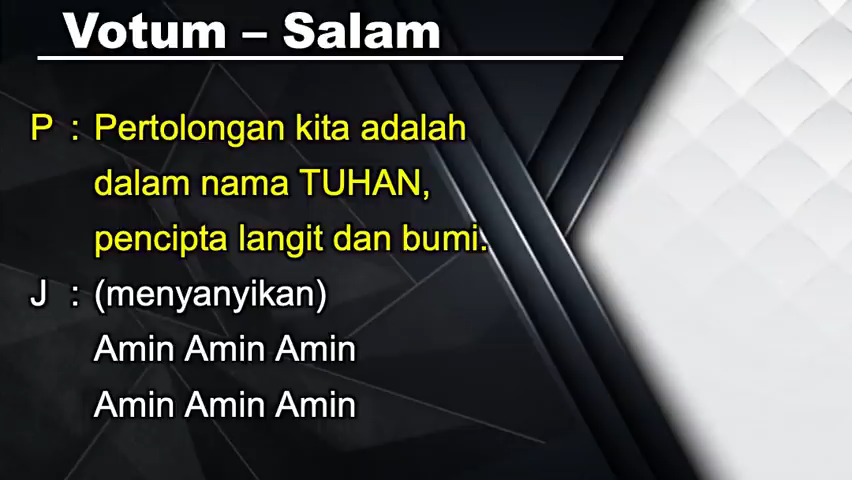 Votum – Salam
P : Pertolongan kita adalah
dalam nama TUHAN,
pencipta langit dan bumi.
J : (menyanyikan)
Amin Amin Amin
Amin Amin Amin